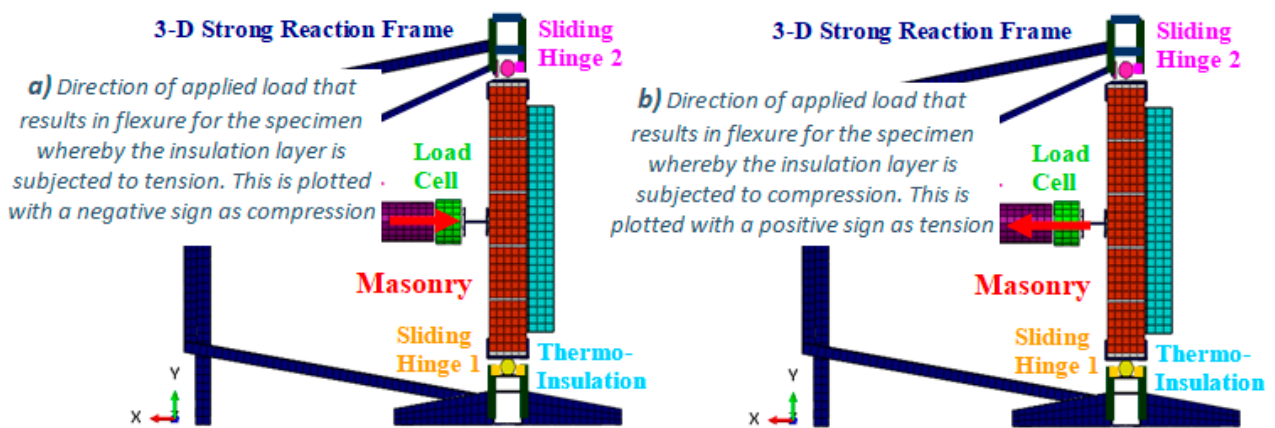 3-D Strong Reaction Frame
Sliding
Hinge 2
a) Direction of applied load that
results in flexure for the specimen
whereby the insulation layer is
subjected to tension. This is plotted
with a negative sign as compression
Load
Cell
Masonry
Sliding
Hinge 1
Thermo-
Insulation
Y
X
3-D Strong Reaction Frame
Sliding
Hinge 2
b) Direction of applied load that
results in flexure for the specimen
whereby the insulation layer is
subjected to compression. This is
plotted with a positive sign as tension
Load
Cell
Masonry
Sliding
Hinge 1
Thermo-
Insulation
Y
X